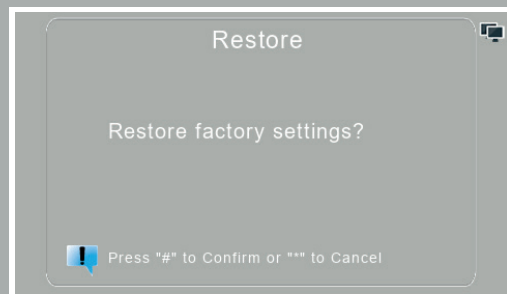 Restore
Restore factory settings?
Press "#" to Confirm or "*" to Cancel